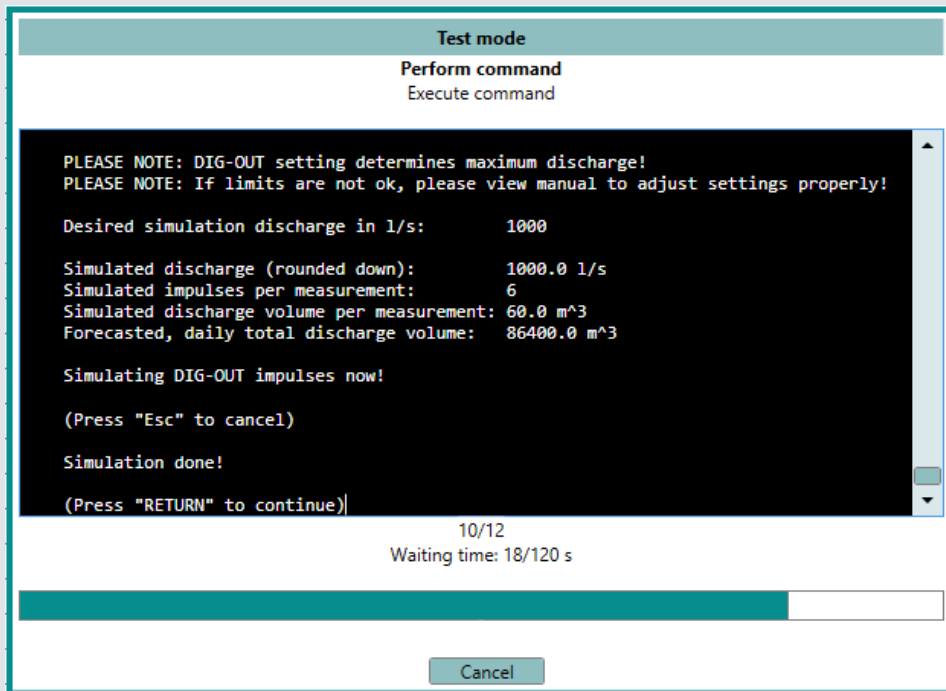 Test mode
Perform command
Execute command
PLEASE NOTE: DIG-OUT setting determines maximum discharge!
PLEASE NOTE: If limits are not ok, please view manual to adjust settings properly!
Desired simulation discharge in l/s: 1000
Simulated discharge (rounded down): 1000.0 l/s
Simulated impulses per measurement: 6
Simulated discharge volume per measurement: 60.0 m^3
Forecasted, daily total discharge volume: 86400.0 m^3
Simulating DIG-OUT impulses now!
(Press "Esc" to cancel)
Simulation done!
(Press "RETURN" to continue)
10/12
Waiting time: 18/120 s
Cancel